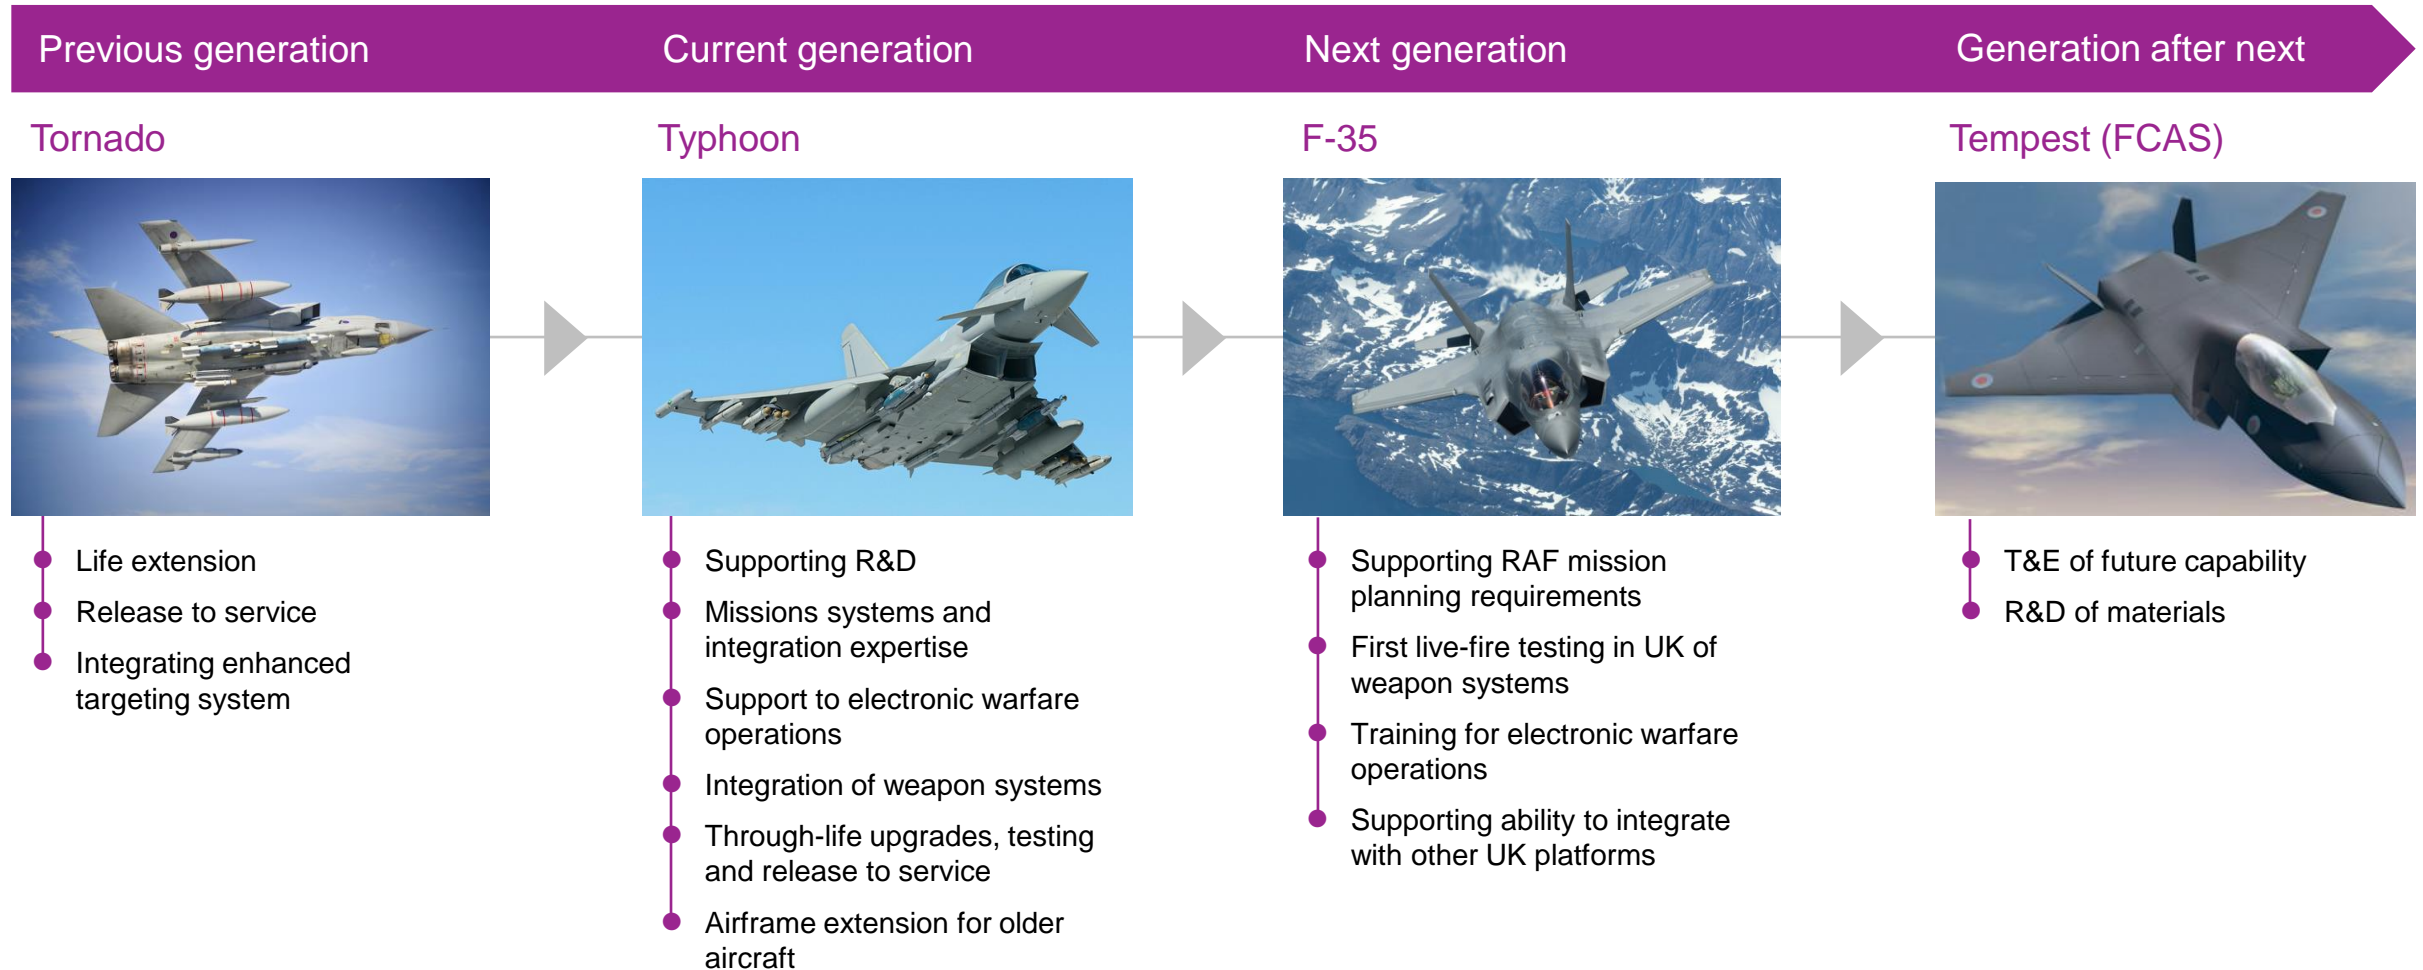 Previous generation
Current generation
Next generation
Generation after next
Tornado
Typhoon
F-35
Tempest (FCAS)
Life extension
Release to service
Integrating enhanced
targeting system
Supporting R&D
Missions systems and
integration expertise
Support to electronic warfare
operations
Integration of weapon systems
Through-life upgrades, testing
and release to service
Airframe extension for older
aircraft
Supporting RAF mission
planning requirements
First live-fire testing in UK of
weapon systems
Training for electronic warfare
operations
Supporting ability to integrate
with other UK platforms
T&E of future capability
R&D of materials